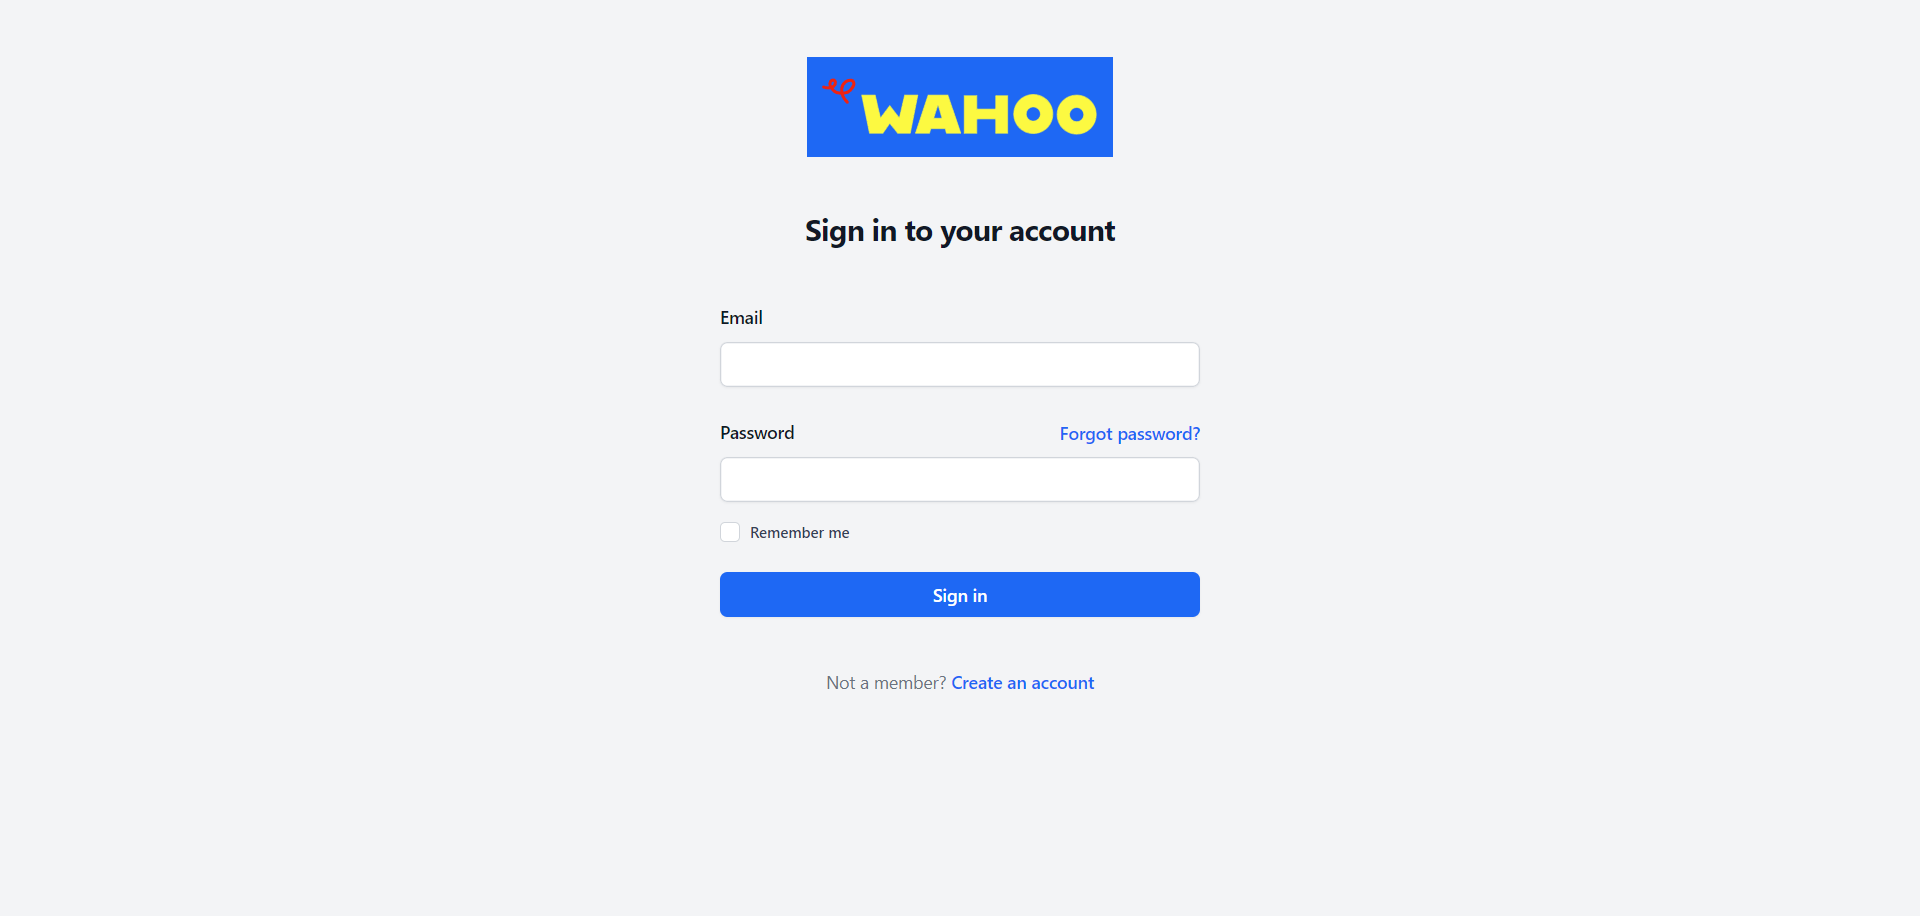 WAHOO
Sign in to your account
Email
Password
Forgot password?
Remember me
Sign in
Not a member? Create an account